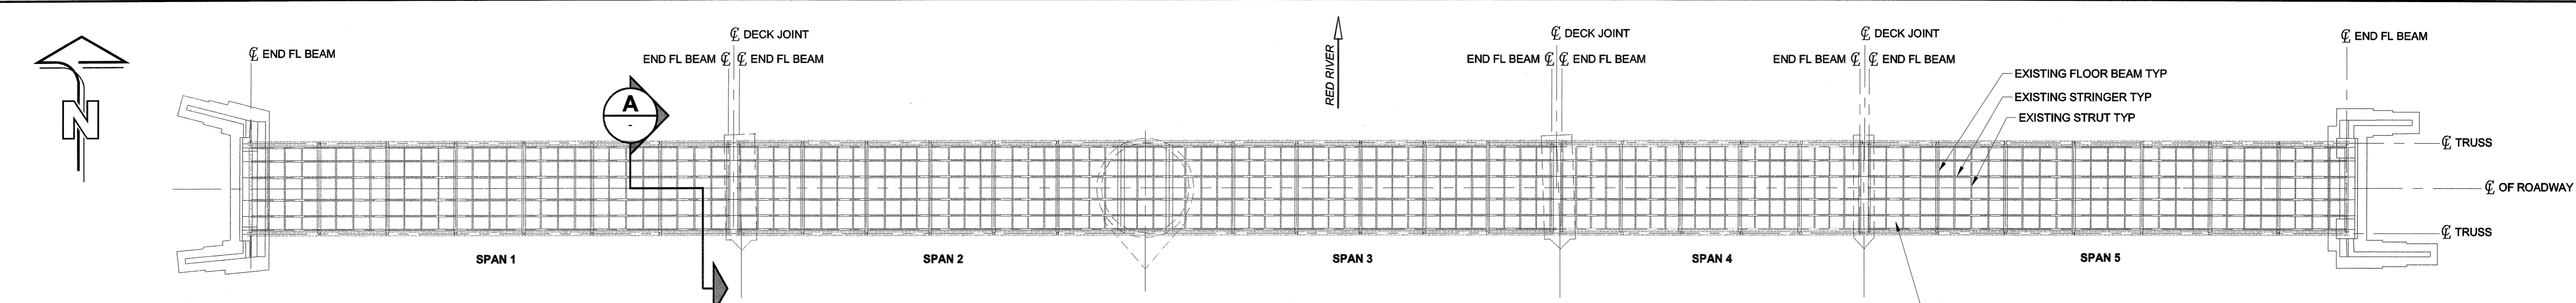 N
℄ END FL BEAM
℄ DECK JOINT
END FL BEAM ℄ ℄ END FL BEAM
A
-
RED RIVER
℄ DECK JOINT
END FL BEAM ℄ ℄ END FL BEAM
℄ DECK JOINT
END FL BEAM ℄ ℄ END FL BEAM
℄ END FL BEAM
EXISTING FLOOR BEAM TYP
EXISTING STRINGER TYP
EXISTING STRUT TYP
℄ TRUSS
℄ OF ROADWAY
℄ TRUSS
SPAN 1
SPAN 2
SPAN 3
SPAN 4
SPAN 5